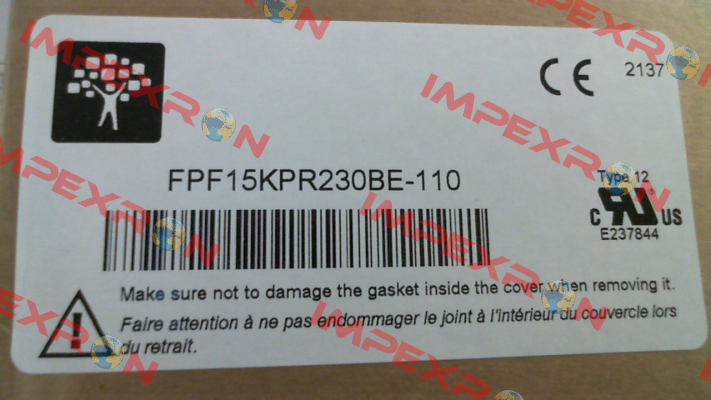 2137
FPF15KPR230BE-110
Type 12
C UR US
E237844
Make sure not to damage the gasket inside the cover when removing it.
Faire attention à ne pas endommager le joint à l'intérieur du couvercle lors
du retrait.
IMPEXRON
IMPEXRON
IMPEXRON
IMPEXRON
IMPEXRON
IMPEXRON